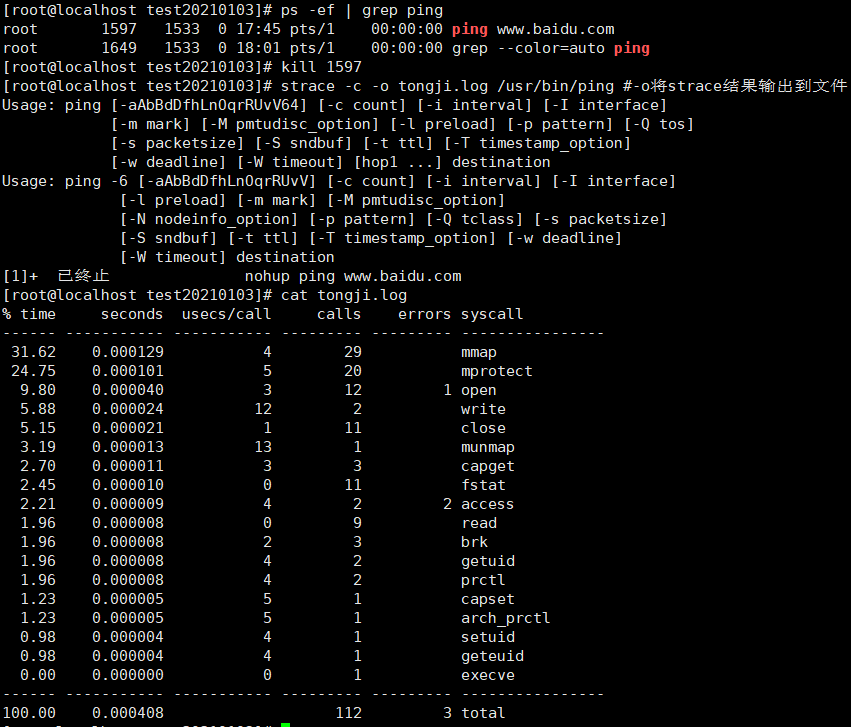 [root@localhost test20210103]# ps -ef | grep ping
root       1597   1533  0 17:45 pts/1    00:00:00 ping www.baidu.com
root       1649   1533  0 18:01 pts/1    00:00:00 grep --color=auto ping
[root@localhost test20210103]# kill 1597
[root@localhost test20210103]# strace -c -o tongji.log /usr/bin/ping #-o将strace结果输出到文件
Usage: ping [-aAbBdDfhLnOqrRUvV64] [-c count] [-i interval] [-I interface]
            [-m mark] [-M pmtudisc_option] [-l preload] [-p pattern] [-Q tos]
            [-s packetsize] [-S sndbuf] [-t ttl] [-T timestamp_option]
            [-w deadline] [-W timeout] [hop1 ...] destination
Usage: ping -6 [-aAbBdDfhLnOqrRUvV] [-c count] [-i interval] [-I interface]
             [-l preload] [-m mark] [-M pmtudisc_option]
             [-N nodeinfo_option] [-p pattern] [-Q tclass] [-s packetsize]
             [-S sndbuf] [-t ttl] [-T timestamp_option] [-w deadline]
             [-W timeout] destination
[1]+  已终止               nohup ping www.baidu.com
[root@localhost test20210103]# cat tongji.log
% time     seconds  usecs/call     calls    errors syscall
------ ----------- ----------- --------- --------- ----------------
 31.62    0.000129           4        29           mmap
 24.75    0.000101           5        20           mprotect
  9.80    0.000040           3        12         1 open
  5.88    0.000024          12         2           write
  5.15    0.000021           1        11           close
  3.19    0.000013          13         1           munmap
  2.70    0.000011           3         3           capget
  2.45    0.000010           0        11           fstat
  2.21    0.000009           4         2         2 access
  1.96    0.000008           0         9           read
  1.96    0.000008           2         3           brk
  1.96    0.000008           4         2           getuid
  1.96    0.000008           4         2           prctl
  1.23    0.000005           5         1           capset
  1.23    0.000005           5         1           arch_prctl
  0.98    0.000004           4         1           setuid
  0.98    0.000004           4         1           geteuid
  0.00    0.000000           0         1           execve
------ ----------- ----------- --------- --------- ----------------
100.00    0.000408                   112         3 total